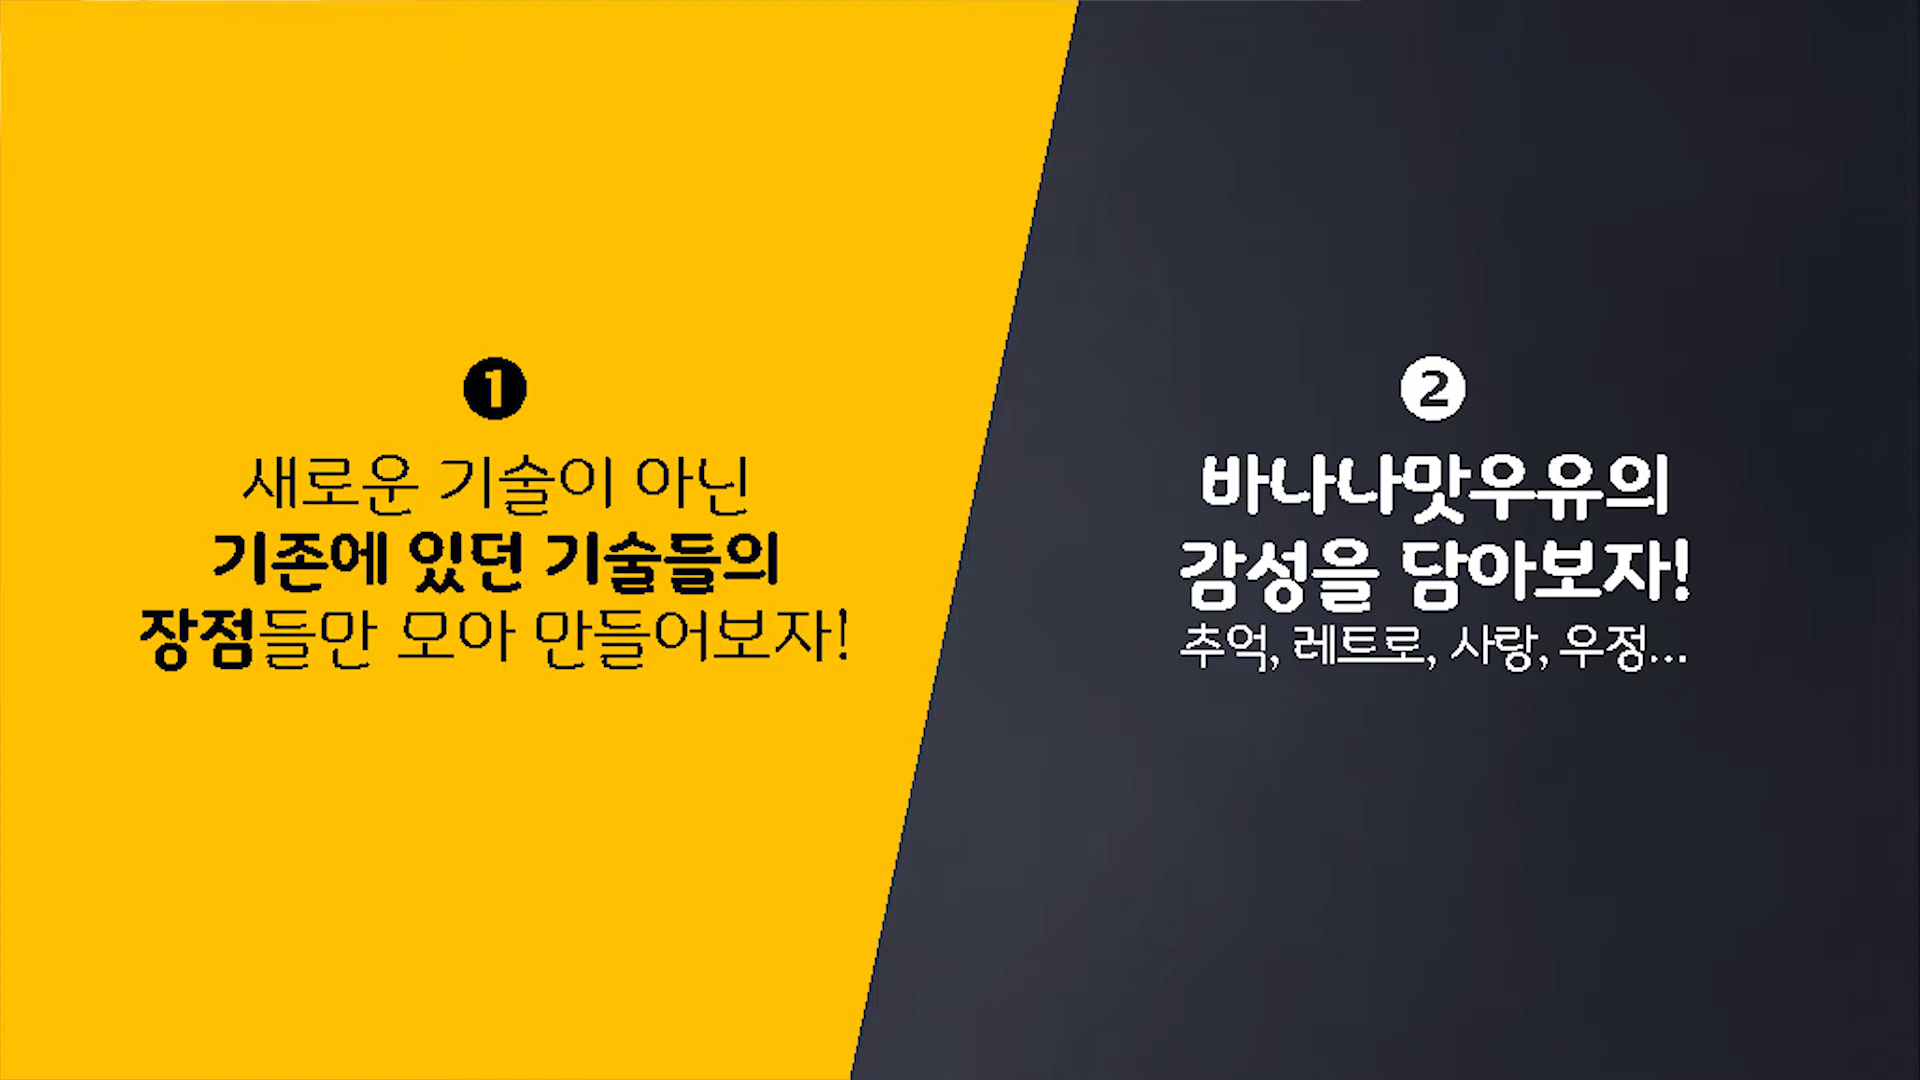 1
새로운 기술이 아닌
기존에 있던 기술들의
장점들만 모아 만들어보자!
2
바나나맛우유의
감성을 담아보자!
추억, 레트로, 사랑, 우정...